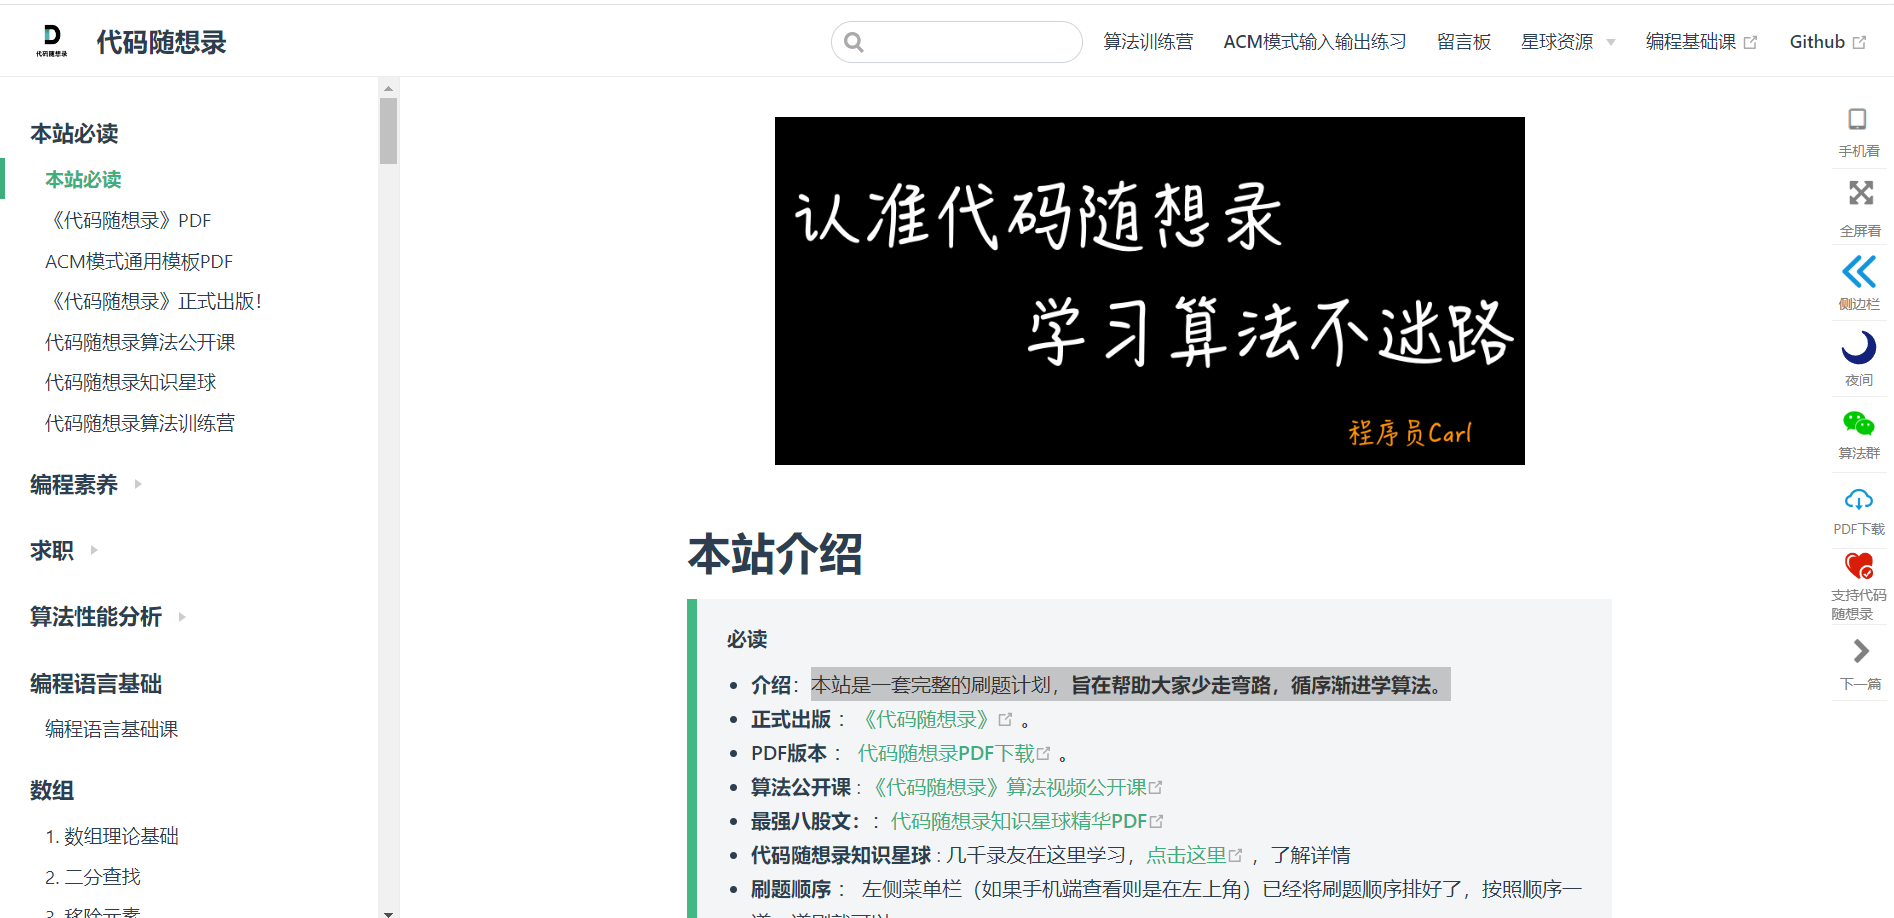 代码随想录
代码随想录
算法训练营
ACM模式输入输出练习
留言板
星球资源
编程基础课
Github
本站必读
本站必读
《代码随想录》PDF
ACM模式通用模板PDF
《代码随想录》正式出版！
代码随想录算法公开课
代码随想录知识星球
代码随想录算法训练营
编程素养
求职
算法性能分析
编程语言基础
编程语言基础课
数组
1. 数组理论基础
2. 二分查找
3. 移除元素
认准代码随想录
学习算法不迷路
程序员Carl
本站介绍
必读
介绍：本站是一套完整的刷题计划，旨在帮助大家少走弯路，循序渐进学算法。
正式出版 ：《代码随想录》 。
PDF版本 ： 代码随想录PDF下载 。
算法公开课 :《代码随想录》算法视频公开课
最强八股文：：代码随想录知识星球精华PDF
代码随想录知识星球 : 几千录友在这里学习，点击这里 ，了解详情
刷题顺序 ： 左侧菜单栏（如果手机端查看则是在左上角）已经将刷题顺序排好了，按照顺序一
道一道刷就可以
手机看
全屏看
侧边栏
夜间
算法群
PDF下载
支持代码
随想录
下一篇